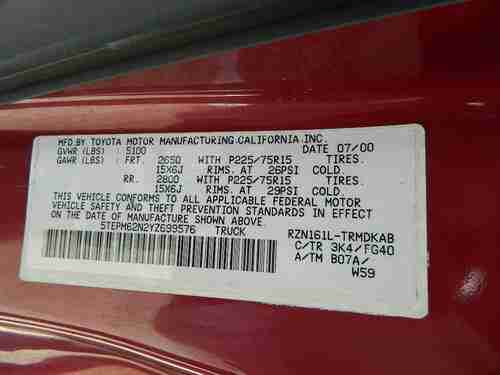 MFD BY TOYOTA MOTOR MANUFACTURING.CALIFORNIA.INC.
GVWR (LBS) : 5100 DATE 07/00
GAWR (LBS) : FRT. 2650 WITH P225/75R15 TIRES.
15X6J RIMS. AT 26PSI COLD.
RR. 2800 WITH P225/75R15 TIRES.
15X6J RIMS. AT 29PSI COLD.
THIS VEHICLE CONFORMS TO ALL APPLICABLE FEDERAL MOTOR
VEHICLE SAFETY AND THEFT PREVENTION STANDARDS IN
EFFECT ON THE DATE OF MANUFACTURE SHOWN ABOVE.
5TEPM62N2YZ699576 TRUCK RZN161L-TRMDKAB
C/TR 3K4/FG40
A/TM B07A/
W59